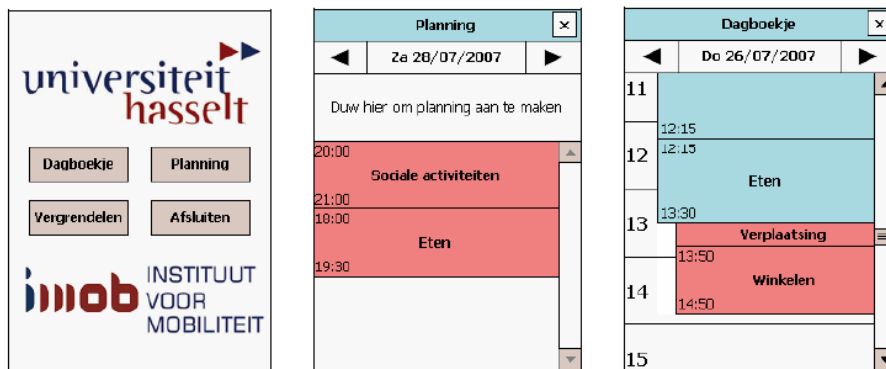 universiteit
hasselt
Dagboekje
Planning
Vergrendelen
Afsluiten
imob
INSTITUUT
VOOR
MOBILITEIT
Planning
Za 28/07/2007
Duw hier om planning aan te maken
20:00
Sociale activiteiten
21:00
18:00
Eten
19:30
Dagboekje
Do 26/07/2007
11
12:15
12
12:15
Eten
13:30
13
Verplaatsing
13:50
Winkelen
14
14:50
15